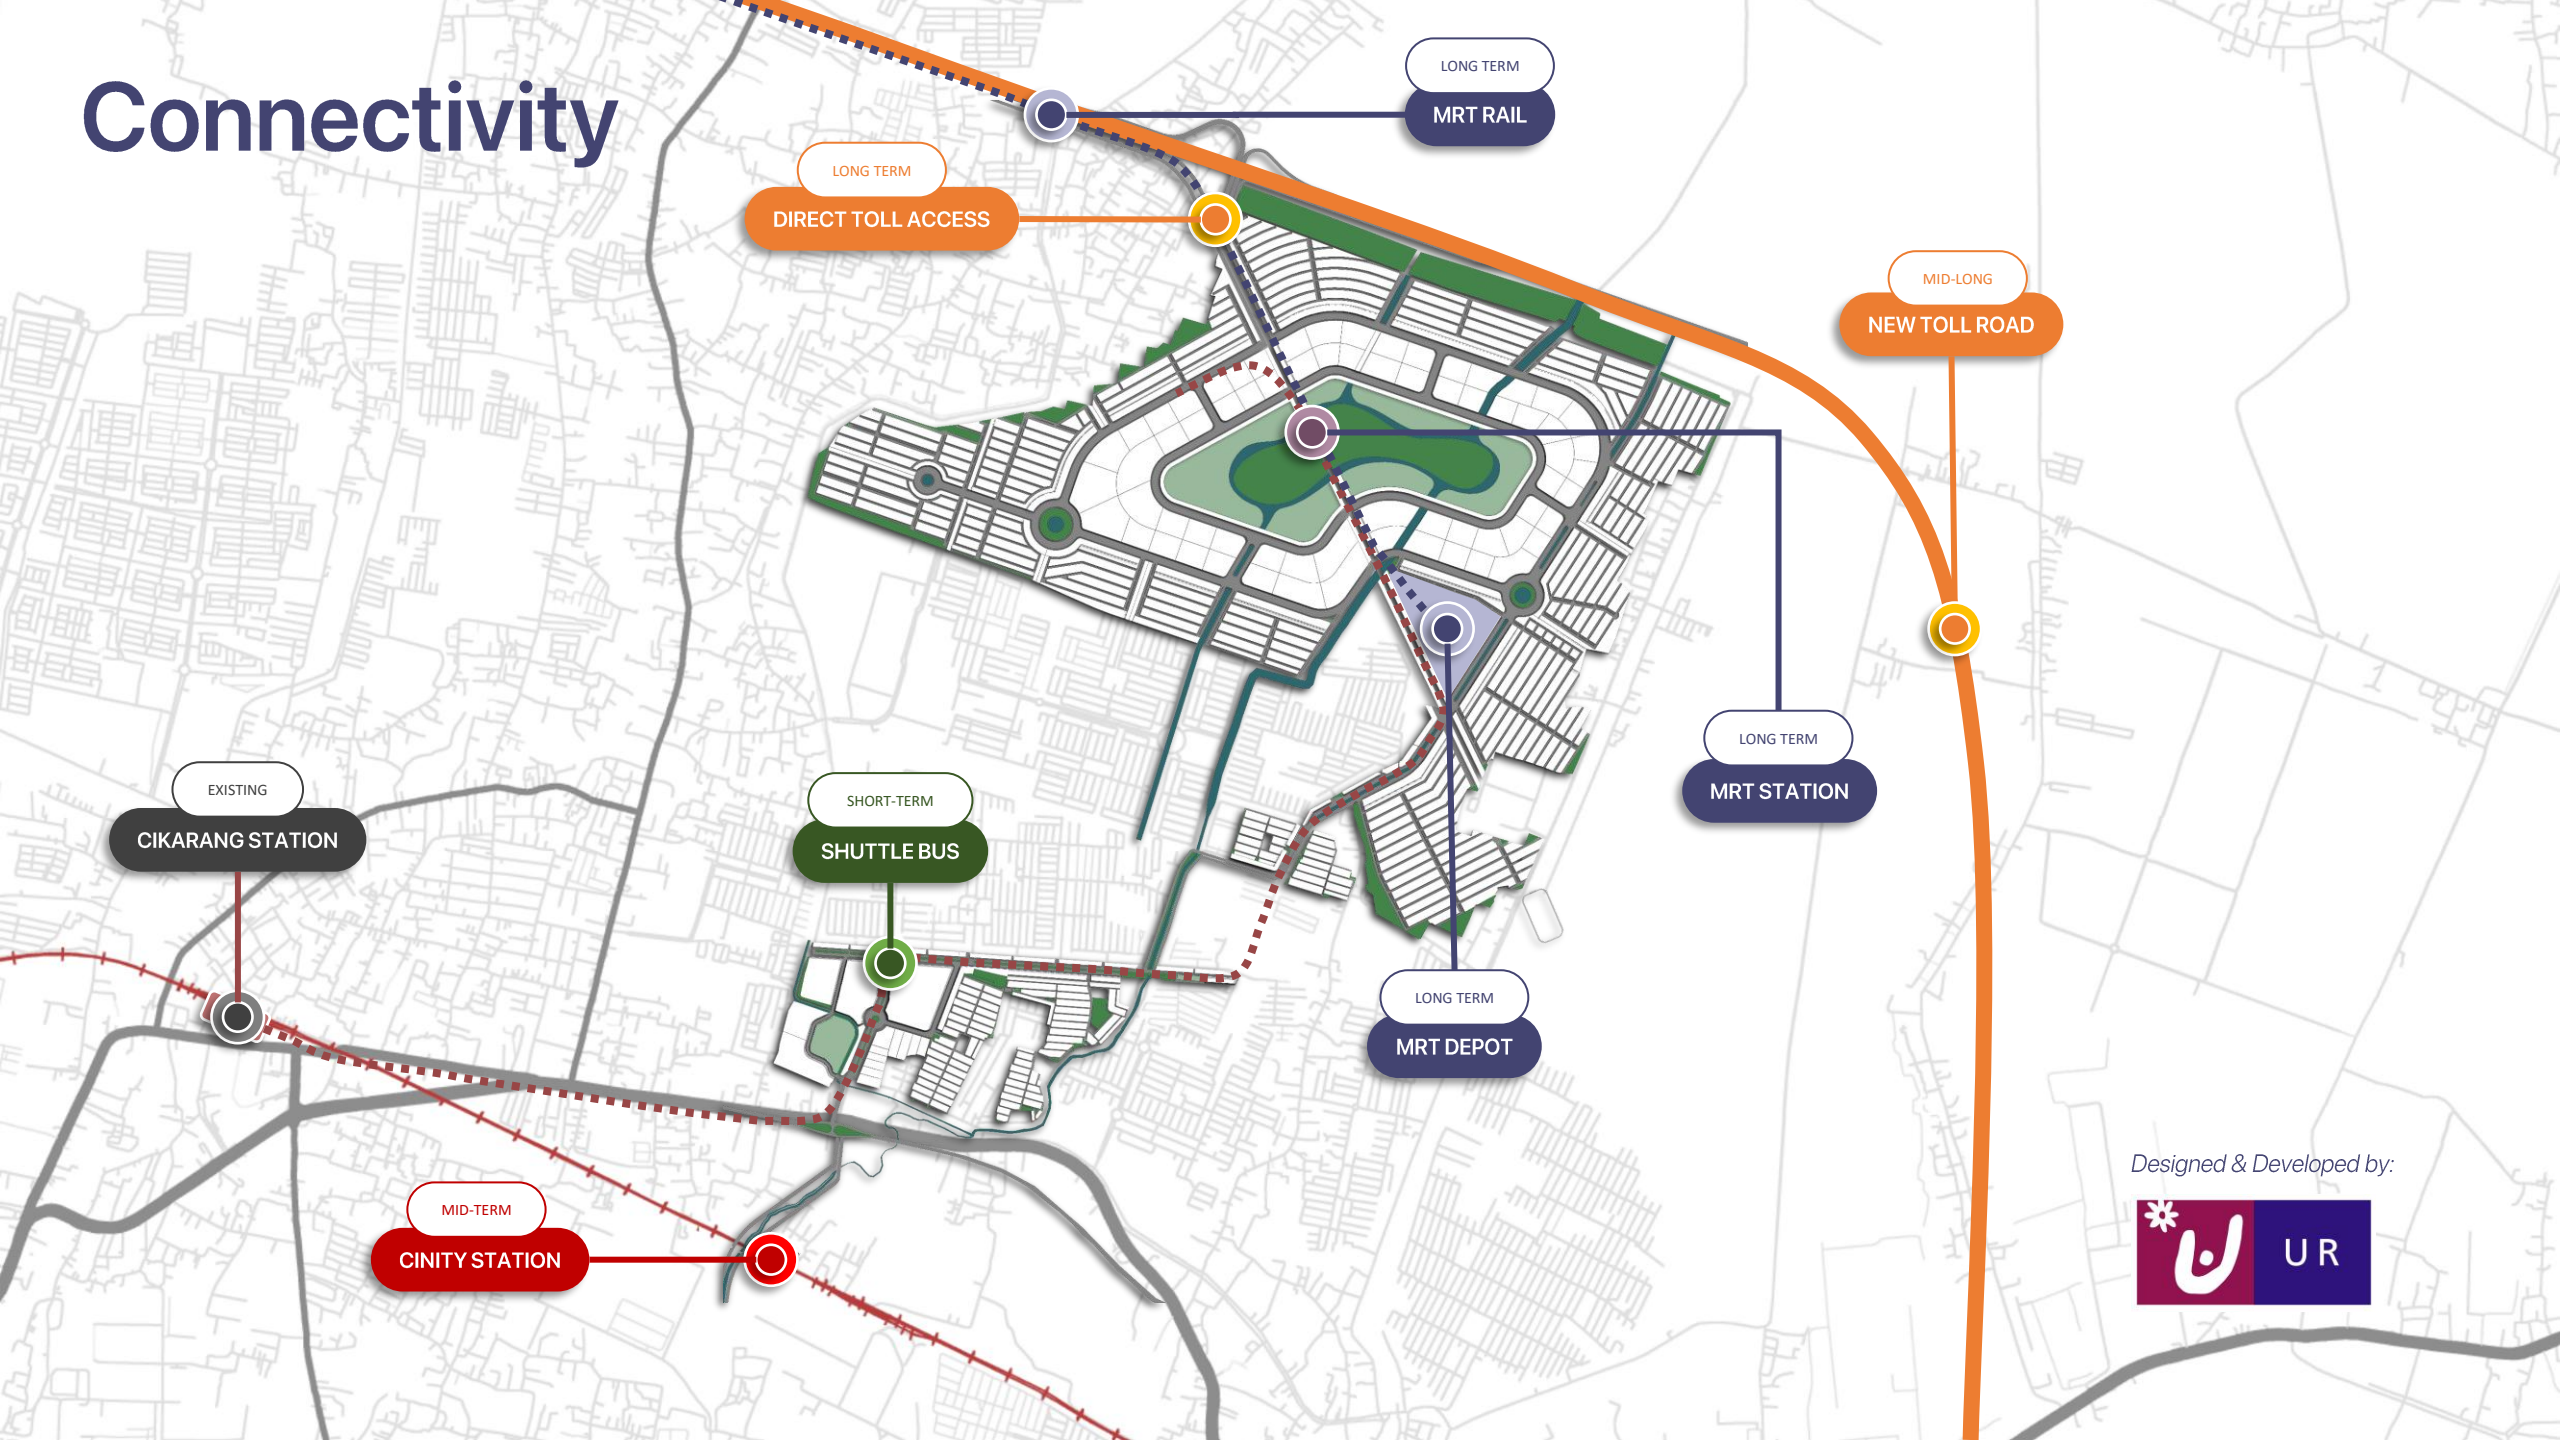 Connectivity
LONG TERM
MRT RAIL
LONG TERM
DIRECT TOLL ACCESS
MID-LONG
NEW TOLL ROAD
LONG TERM
MRT STATION
EXISTING
CIKARANG STATION
SHORT-TERM
SHUTTLE BUS
LONG TERM
MRT DEPOT
MID-TERM
CINITY STATION
Designed & Developed by:
UR